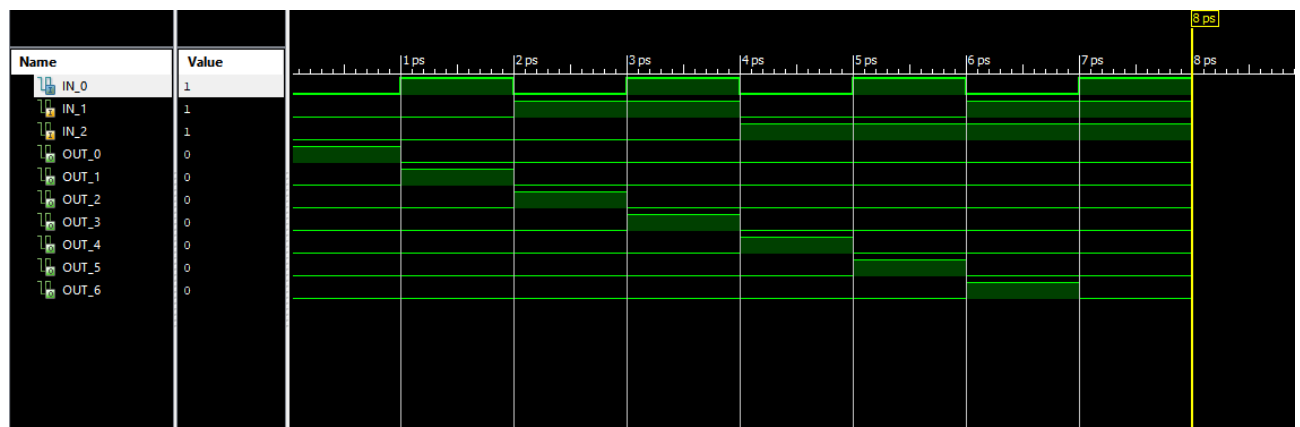 8 ps
Name Value
1 ps 2 ps 3 ps 4 ps 5 ps 6 ps 7 ps 8 ps
IN_0 1
IN_1 1
IN_2 1
OUT_0 0
OUT_1 0
OUT_2 0
OUT_3 0
OUT_4 0
OUT_5 0
OUT_6 0